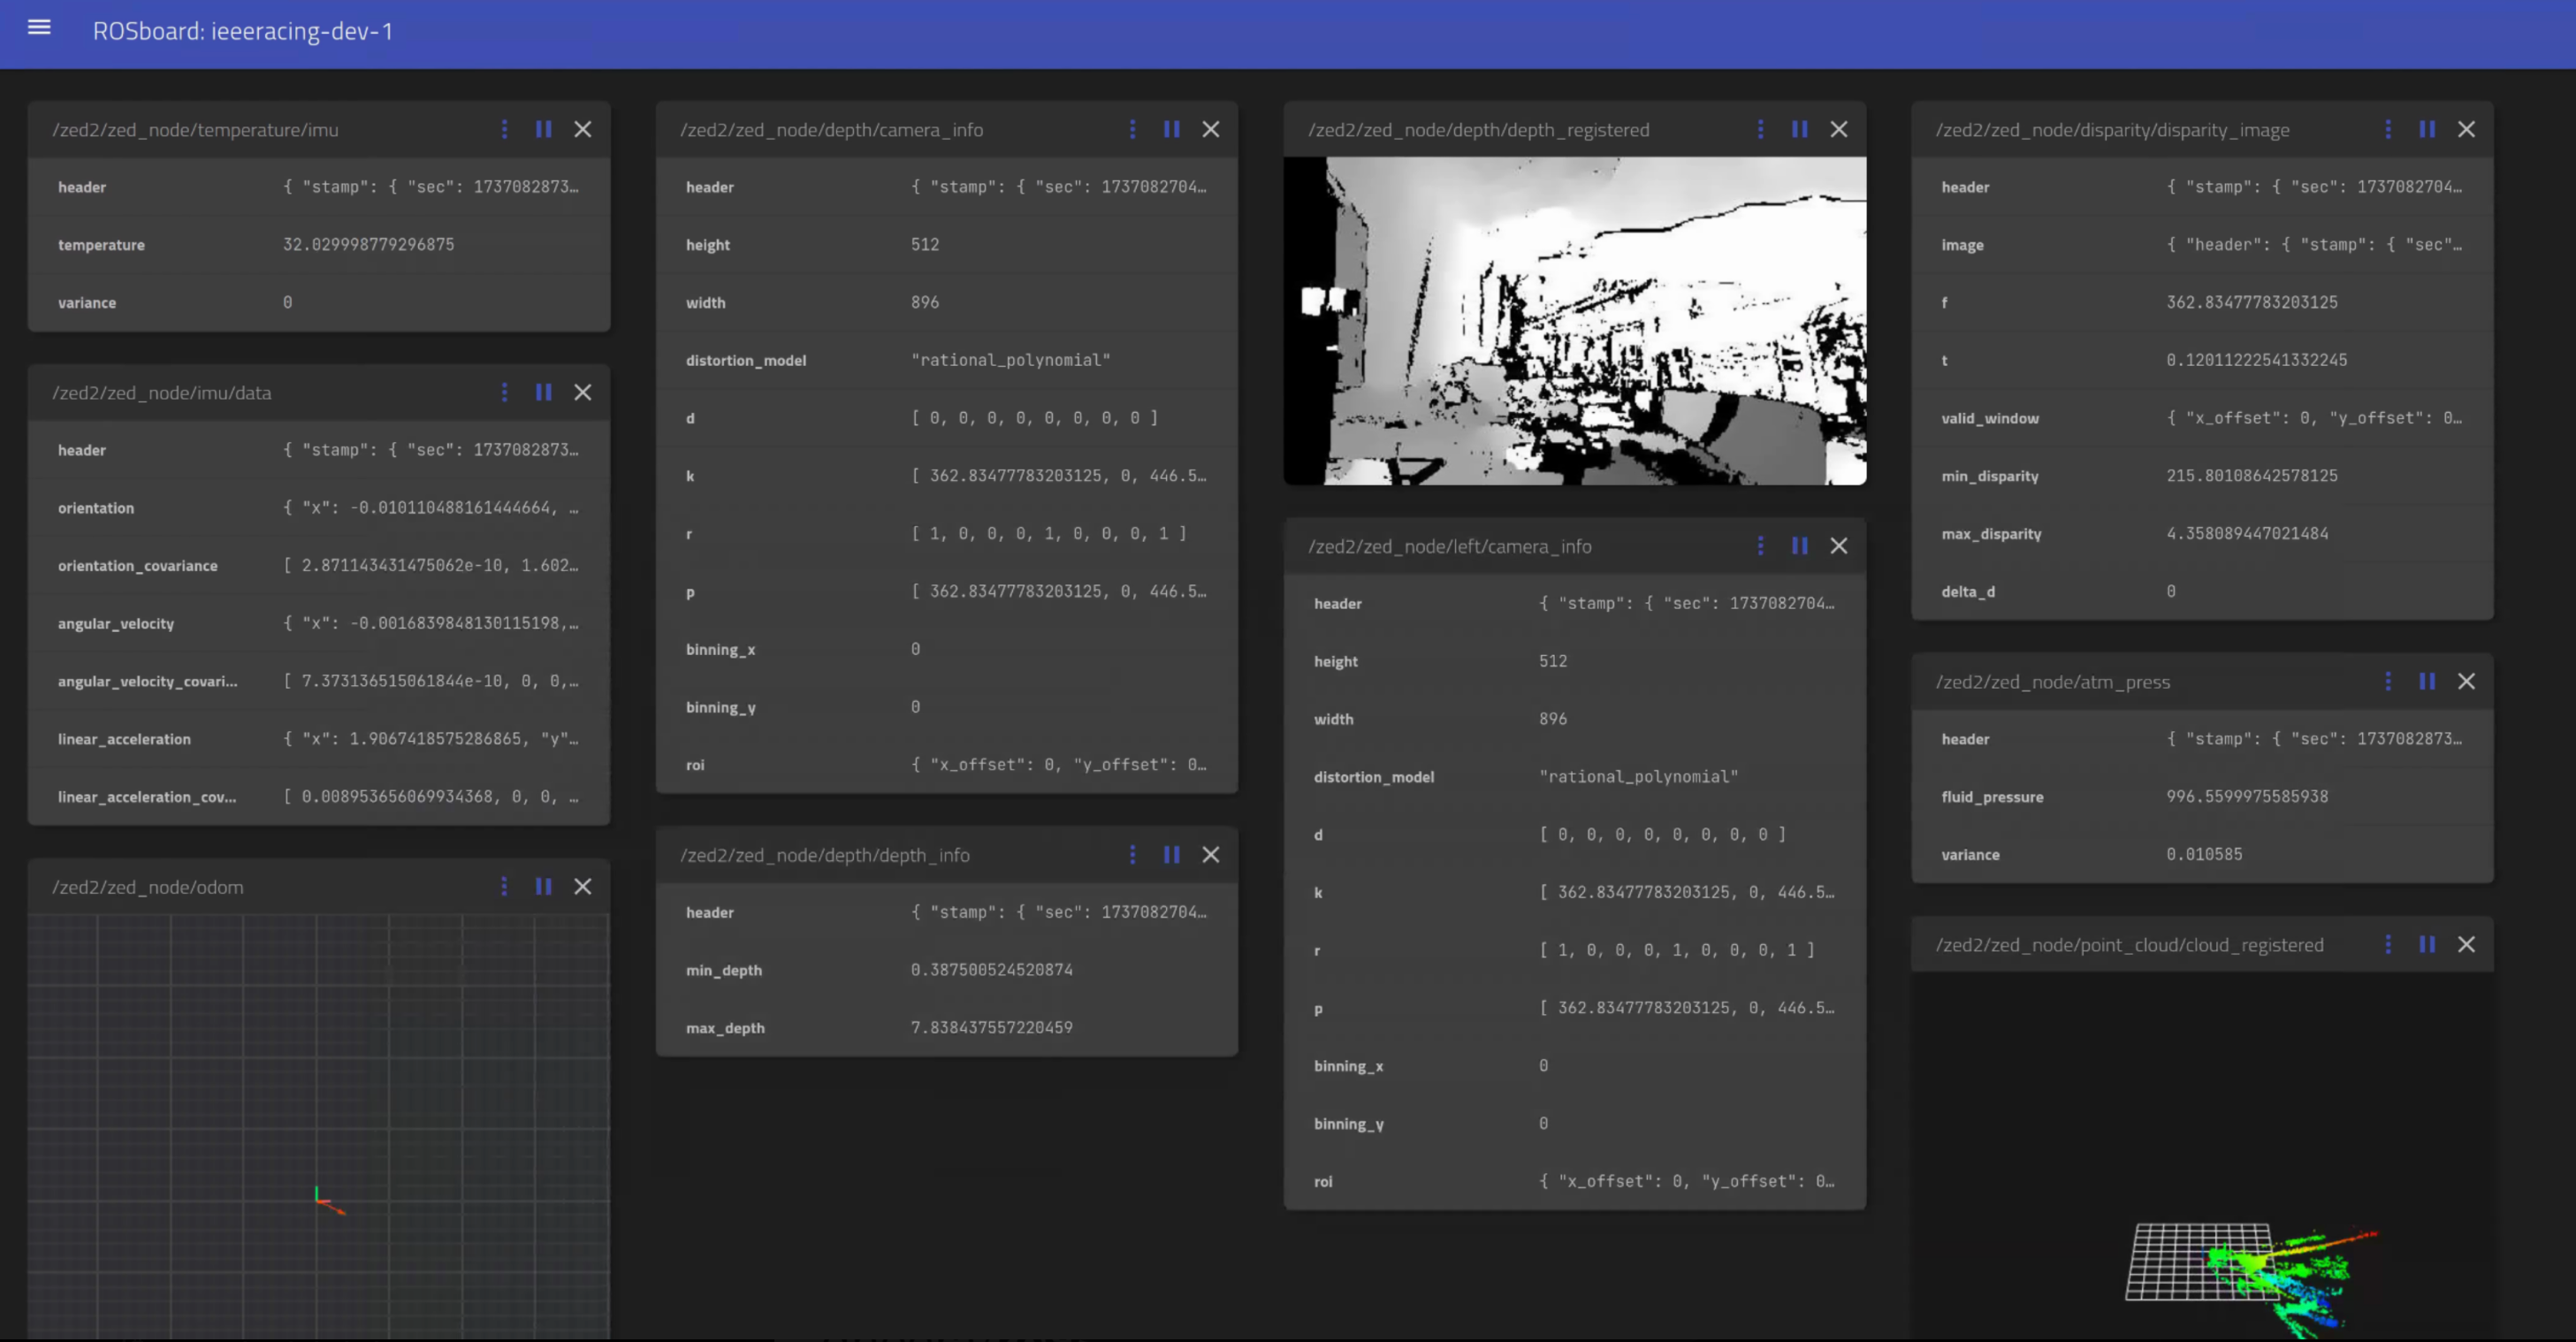 ROSboard: ieeeracing-dev-1
/zed2/zed_node/temperature/imu
header { "stamp": { "sec": 1737082873…
temperature 32.029998779296875
variance 0
/zed2/zed_node/imu/data
header { "stamp": { "sec": 1737082873…
orientation { "x": -0.010110488161444664, …
orientation_covariance [ 2.871143431475062e-10, 1.602…
angular_velocity { "x": -0.0016839848130115198,…
angular_velocity_covari... [ 7.373136515061844e-10, 0, 0,…
linear_acceleration { "x": 1.9067418575286865, "y"…
linear_acceleration_cov... [ 0.008953656069934368, 0, 0, …
/zed2/zed_node/odom
/zed2/zed_node/depth/camera_info
header { "stamp": { "sec": 1737082704…
height 512
width 896
distortion_model "rational_polynomial"
d [ 0, 0, 0, 0, 0, 0, 0, 0 ]
k [ 362.83477783203125, 0, 446.5…
r [ 1, 0, 0, 0, 1, 0, 0, 0, 1 ]
p [ 362.83477783203125, 0, 446.5…
binning_x 0
binning_y 0
roi { "x_offset": 0, "y_offset": 0…
/zed2/zed_node/depth/depth_info
header { "stamp": { "sec": 1737082704…
min_depth 0.387500524520874
max_depth 7.838437557220459
/zed2/zed_node/depth/depth_registered
/zed2/zed_node/left/camera_info
header { "stamp": { "sec": 1737082704…
height 512
width 896
distortion_model "rational_polynomial"
d [ 0, 0, 0, 0, 0, 0, 0, 0 ]
k [ 362.83477783203125, 0, 446.5…
r [ 1, 0, 0, 0, 1, 0, 0, 0, 1 ]
p [ 362.83477783203125, 0, 446.5…
binning_x 0
binning_y 0
roi { "x_offset": 0, "y_offset": 0…
/zed2/zed_node/disparity/disparity_image
header { "stamp": { "sec": 1737082704…
image { "header": { "stamp": { "sec"…
f 362.83477783203125
t 0.12011222541332245
valid_window { "x_offset": 0, "y_offset": 0…
min_disparity 215.80108642578125
max_disparity 4.358089447021484
delta_d 0
/zed2/zed_node/atm_press
header { "stamp": { "sec": 1737082873…
fluid_pressure 996.5599975585938
variance 0.010585
/zed2/zed_node/point_cloud/cloud_registered